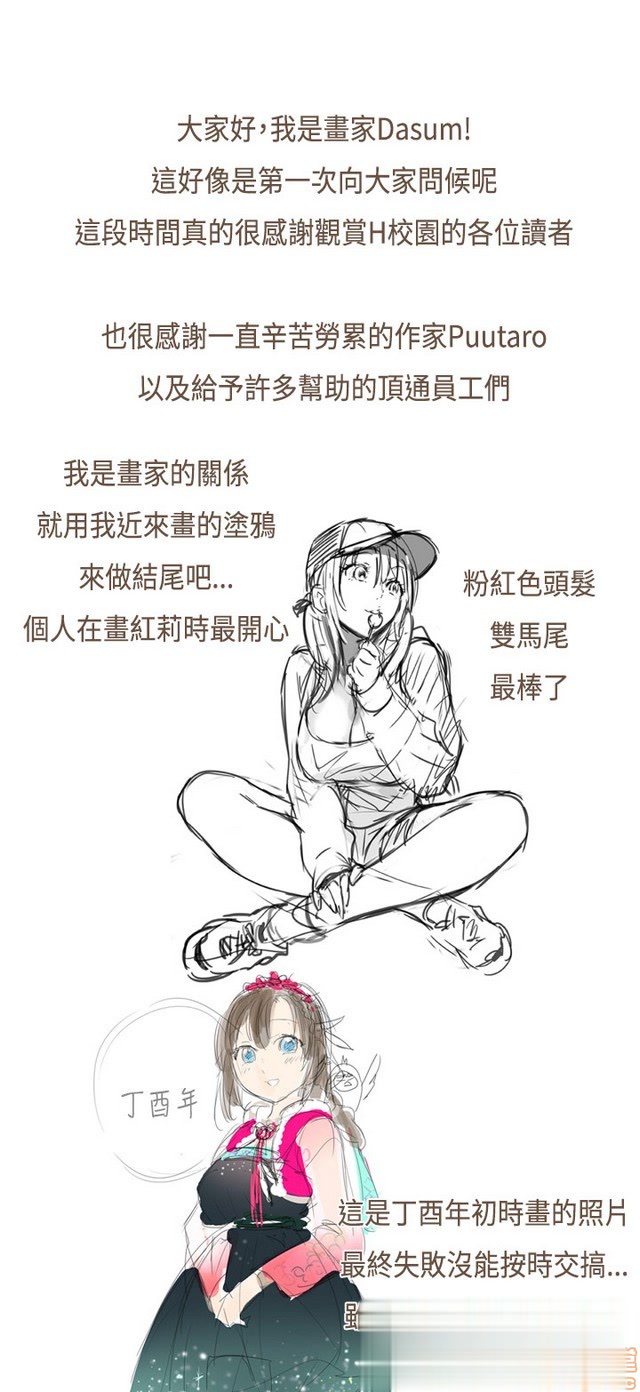 大家好,我是畫家Dasum!
這好像是第一次向大家問候呢
這段時間真的很感謝觀賞H校園的各位讀者
也很感謝一直辛苦勞累的作家Puutaro
以及給予許多幫助的頂通員工們
我是畫家的關係
就用我近來畫的塗鴉
來做結尾吧...
個人在畫紅莉時最開心
粉紅色頭髮
雙馬尾
最棒了
丁酉年
這是丁酉年初時畫的照片
最終失敗沒能按時交搞...